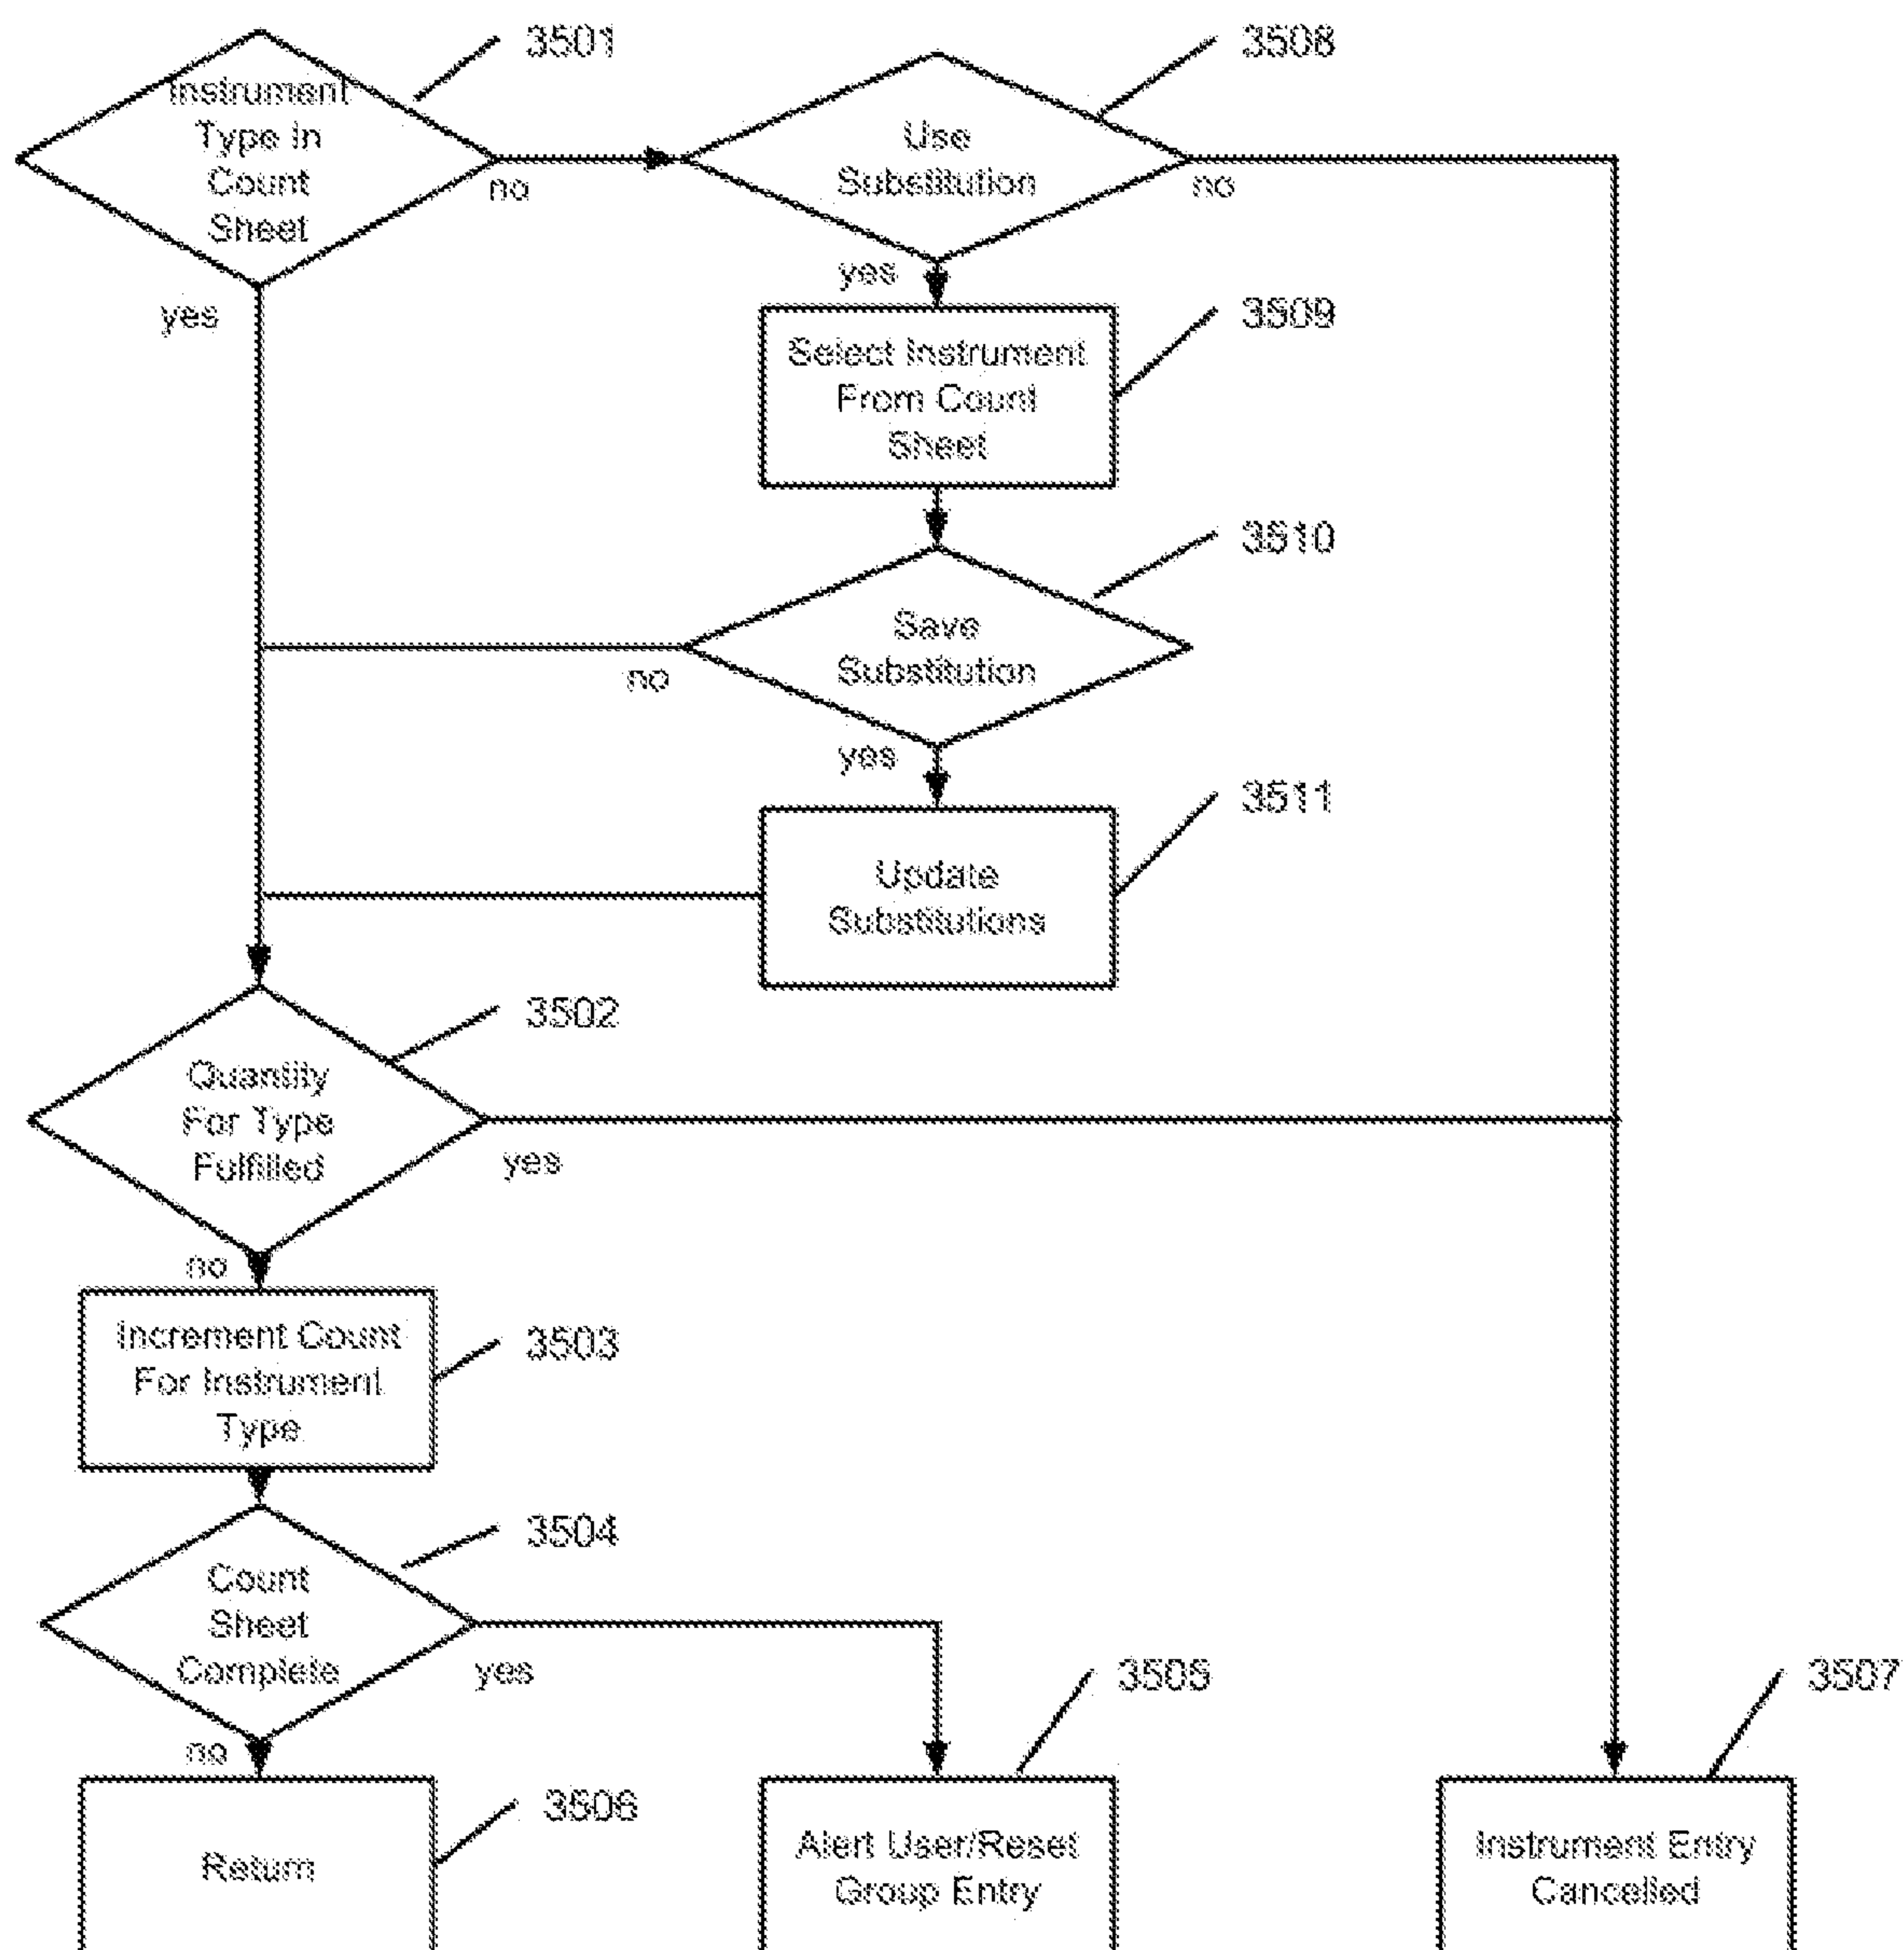 3501
Instrument
Type in
Count
Sheet
no
yes
3508
Use
Substitution
no
yes
3509
Select Instrument
From Count
Sheet
3510
Save
Substitution
no
yes
3511
Update
Substitutions
3502
Quantity
For Type
Fulfilled
yes
no
3503
Increment Count
For Instrument
Type
3504
Count
Sheet
Complete
yes
no
3506
Return
3505
Alert User/Reset
Group Entry
3507
Instrument Entry
Cancelled